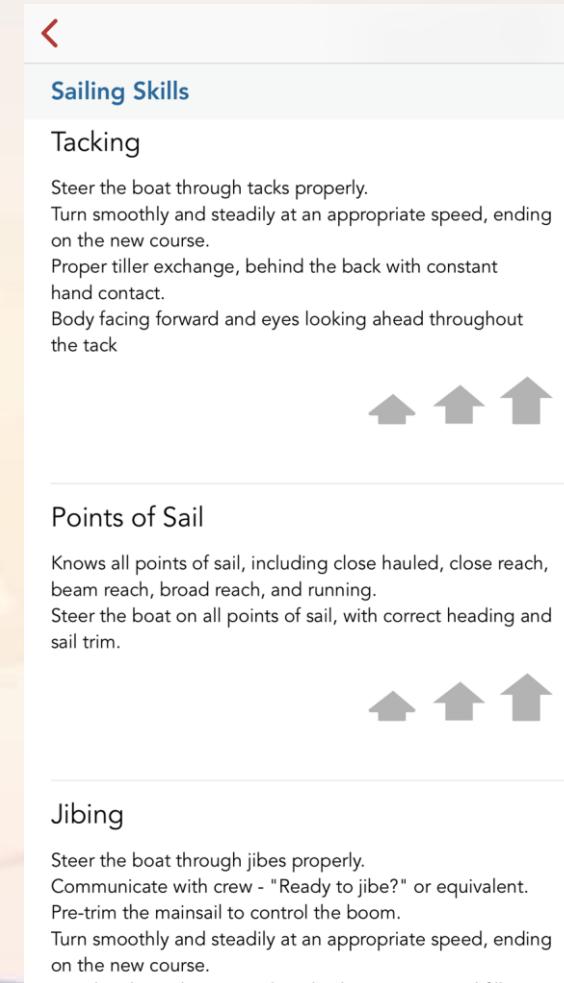 Sailing Skills
Tacking
Steer the boat through tacks properly.
Turn smoothly and steadily at an appropriate speed, ending
on the new course.
Proper tiller exchange, behind the back with constant
hand contact.
Body facing forward and eyes looking ahead throughout
the tack
Points of Sail
Knows all points of sail, including close hauled, close reach,
beam reach, broad reach, and running.
Steer the boat on all points of sail, with correct heading and
sail trim.
Jibing
Steer the boat through jibes properly.
Communicate with crew - "Ready to jibe?" or equivalent.
Pre-trim the mainsail to control the boom.
Turn smoothly and steadily at an appropriate speed, ending
on the new course.